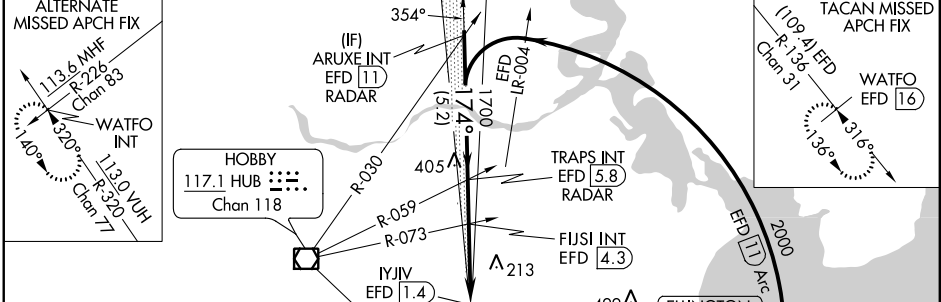 ALTERNATE
MISSED APCH FIX
113.6 MHF
R-226
Chan 83
WATFO
INT
320°
140°
113.0 VUH
R-320
Chan 77
354°
(IF)
ARUXE INT
EFD 11
RADAR
174°
(5.2)
1700
EFD
LR-004
HOBBY
117.1 HUB
Chan 118
R-030
R-059
R-073
405
TRAPS INT
EFD 5.8
RADAR
FIJSI INT
EFD 4.3
213
IYJIV
EFD 1.4
EFD 11 Arc
2000
TACAN MISSED
APCH FIX
(109.4) EFD
R-136
Chan 31
WATFO
EFD 16
316°
136°
ELLINGTON